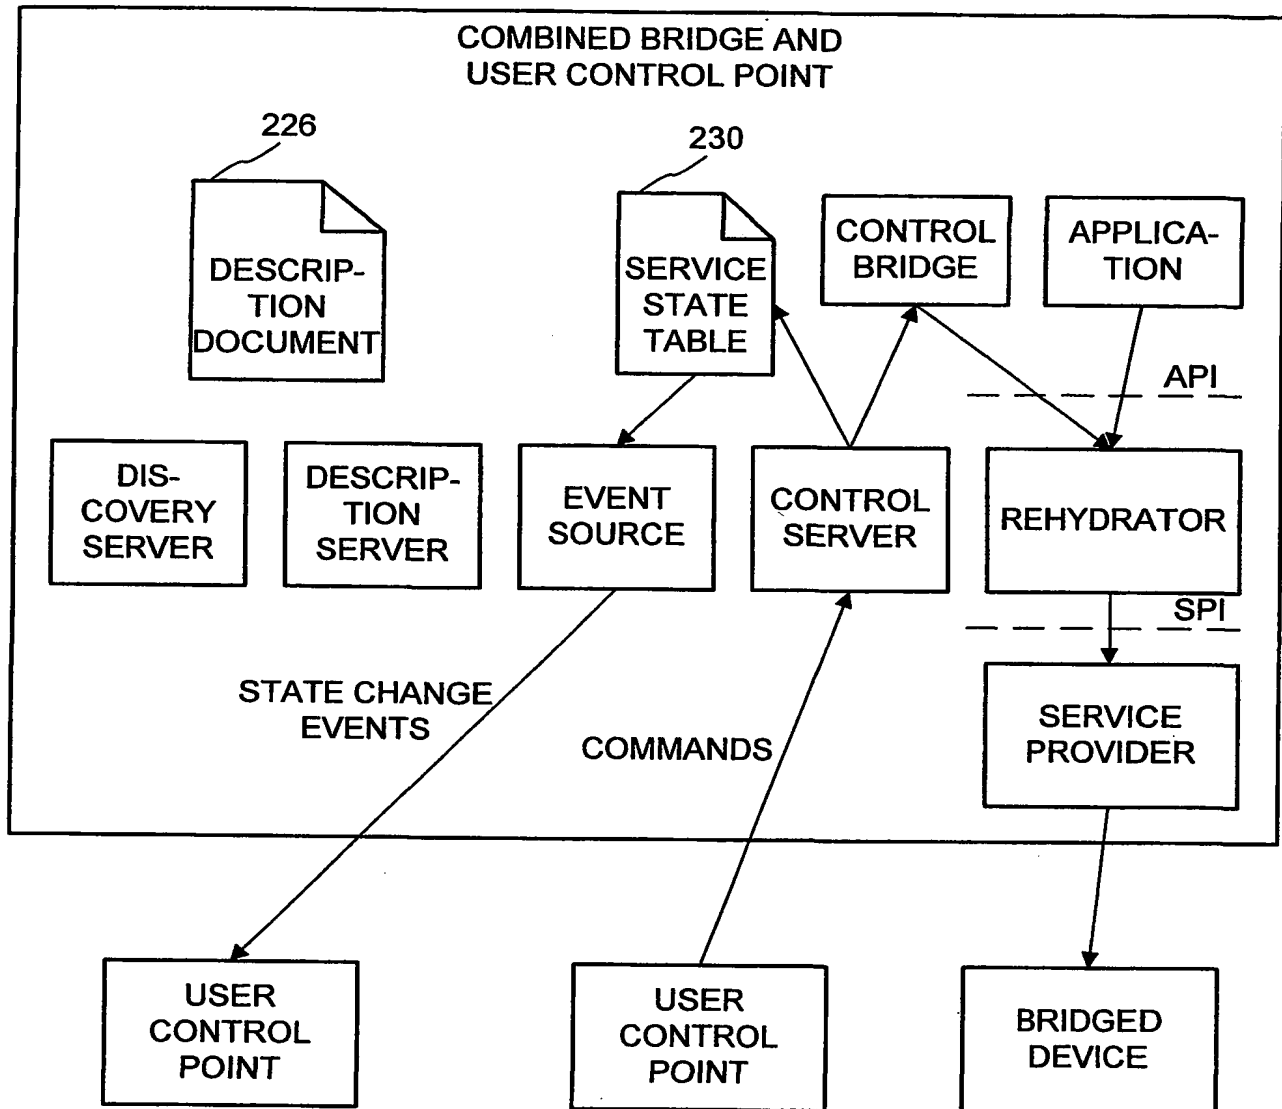 COMBINED BRIDGE AND
USER CONTROL POINT
226
230
DESCRIP-
TION
DOCUMENT
SERVICE
STATE
TABLE
CONTROL
BRIDGE
APPLICA-
TION
API
DIS-
COVERY
SERVER
DESCRIP-
TION
SERVER
EVENT
SOURCE
CONTROL
SERVER
REHYDRATOR
SPI
STATE CHANGE
EVENTS
COMMANDS
SERVICE
PROVIDER
USER
CONTROL
POINT
USER
CONTROL
POINT
BRIDGED
DEVICE